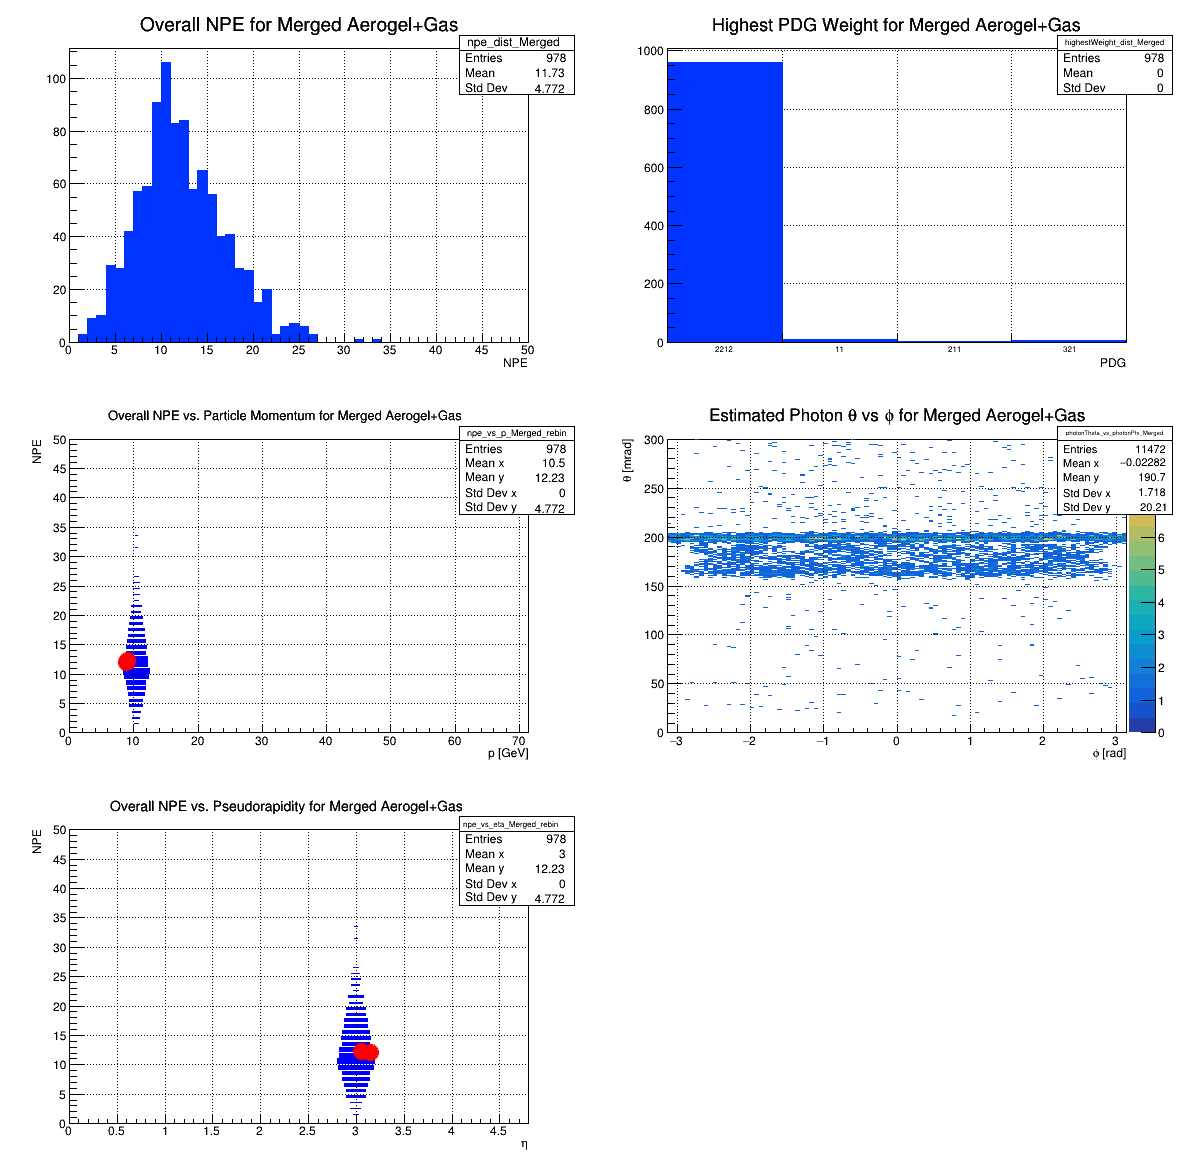 Overall NPE for Merged Aerogel+Gas
npe_dist_Merged
Entries 978
Mean 11.73
Std Dev 4.772
100
80
60
40
20
0
0 5 10 15 20 25 30 35 40 45 50
NPE
Highest PDG Weight for Merged Aerogel+Gas
highestWeight_dist_Merged
Entries 978
Mean 0
Std Dev 0
1000
800
600
400
200
0
2212 11 211 321
PDG
Overall NPE vs. Particle Momentum for Merged Aerogel+Gas
npe_vs_p_Merged_rebin
Entries 978
Mean x 10.5
Mean y 12.23
Std Dev x 0
Std Dev y 4.772
NPE
50
45
40
35
30
25
20
15
10
5
0
0 10 20 30 40 50 60 70
p [GeV]
Estimated Photon θ vs ϕ for Merged Aerogel+Gas
photonTheta_vs_photonPhi_Merged
Entries 11472
Mean x −0.02282
Mean y 190.7
Std Dev x 1.718
Std Dev y 20.21
θ [mrad]
300
250
200
150
100
50
0
−3 −2 −1 0 1 2 3
ϕ [rad]
6
5
4
3
2
1
0
Overall NPE vs. Pseudorapidity for Merged Aerogel+Gas
npe_vs_eta_Merged_rebin
Entries 978
Mean x 3
Mean y 12.23
Std Dev x 0
Std Dev y 4.772
NPE
50
45
40
35
30
25
20
15
10
5
0
0 0.5 1 1.5 2 2.5 3 3.5 4 4.5
η